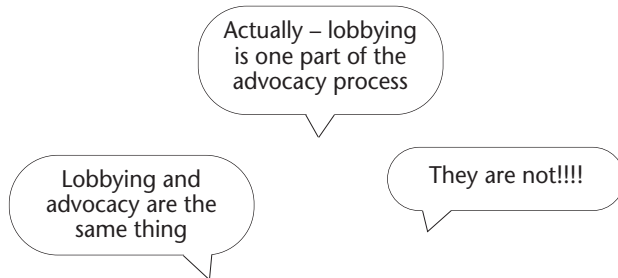 Actually – lobbying
is one part of the
advocacy process
Lobbying and
advocacy are the
same thing
They are not!!!!